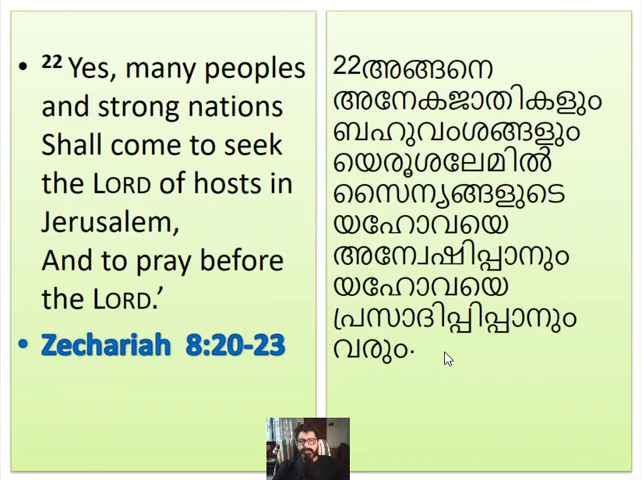 • 22 Yes, many peoples
and strong nations
Shall come to seek
the LORD of hosts in
Jerusalem,
And to pray before
the LORD.’
• Zechariah 8:20-23
22അങ്ങനെ
അനേകജാതികളും
ബഹുവംശങ്ങളും
യെരൂശലേമിൽ
സൈന്യങ്ങളുടെ
യഹോവയെ
അന്വേഷിപ്പാനും
യഹോവയെ
പ്രസാദിപ്പിപ്പാനും
വരും.